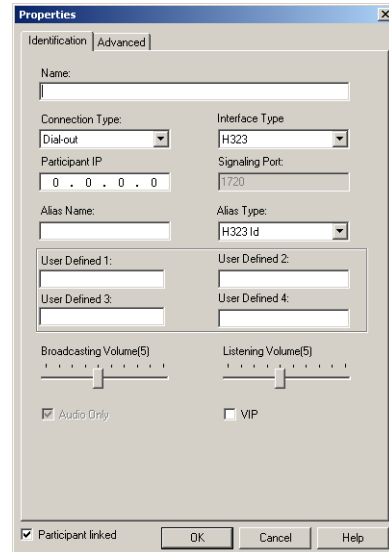 Properties
Identification Advanced
Name:
Connection Type: Interface Type
Dial-out H323
Participant IP Signaling Port:
0 . 0 . 0 . 0 1720
Alias Name: Alias Type:
H323 Id
User Defined 1: User Defined 2:
User Defined 3: User Defined 4:
Broadcasting Volume(5) Listening Volume(5)
Audio Only VIP
Participant linked OK Cancel Help